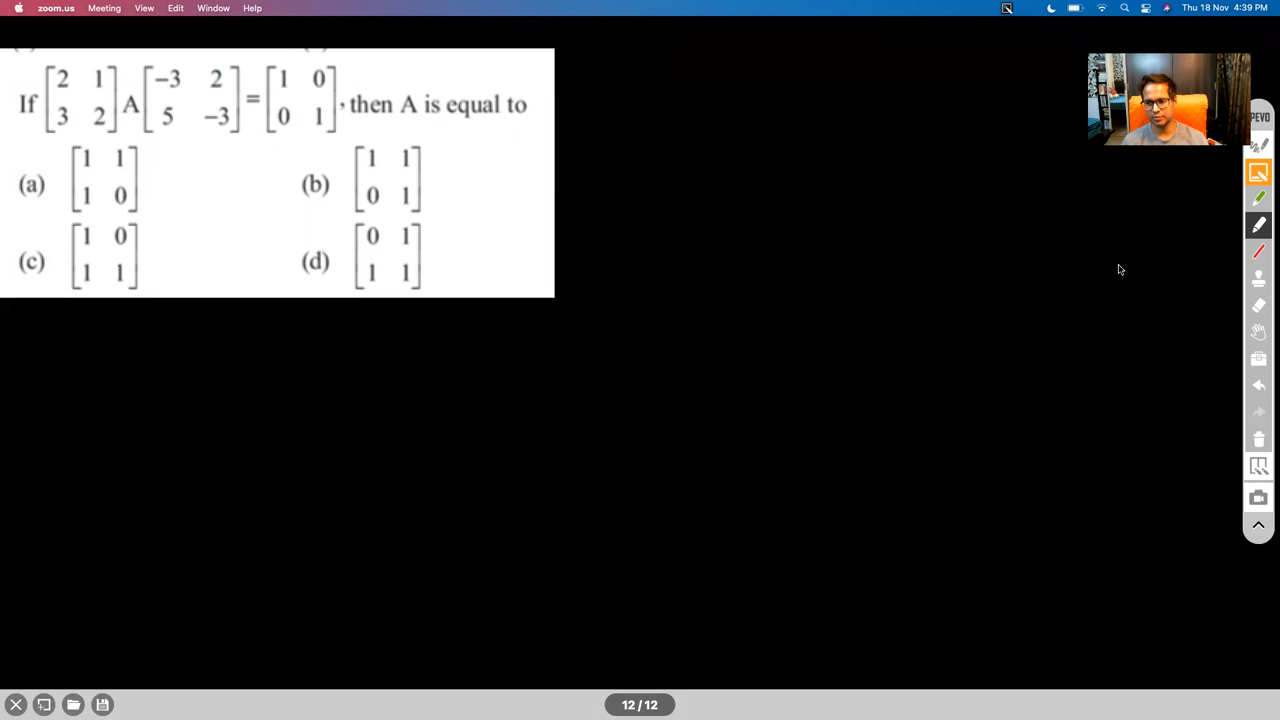 zoom.us Meeting View Edit Window Help Thu 18 Nov 4:39 PM
If [2 1; 3 2] A [−3 2; 5 −3] = [1 0; 0 1], then A is equal to
(a) [1 1; 1 0] (b) [1 1; 0 1]
(c) [1 0; 1 1] (d) [0 1; 1 1]
12 / 12